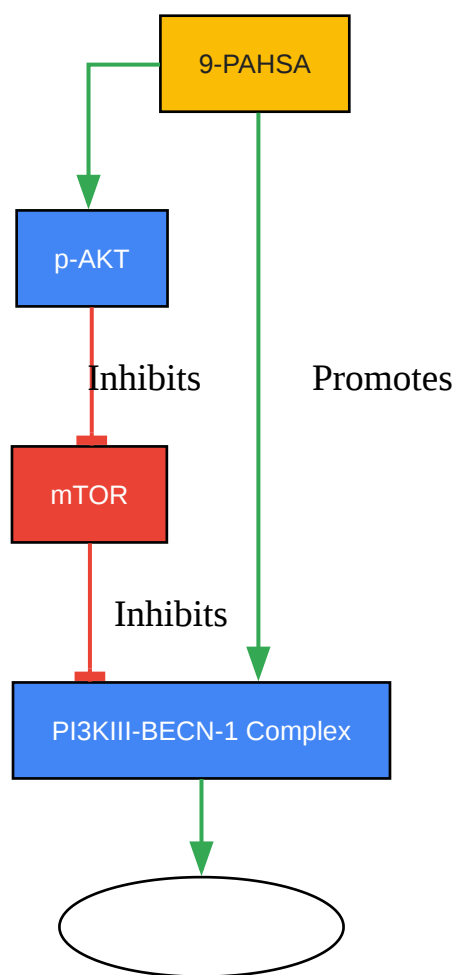 9-PAHSA
p-AKT
Inhibits
Promotes
mTOR
Inhibits
PI3KIII-BECN-1 Complex